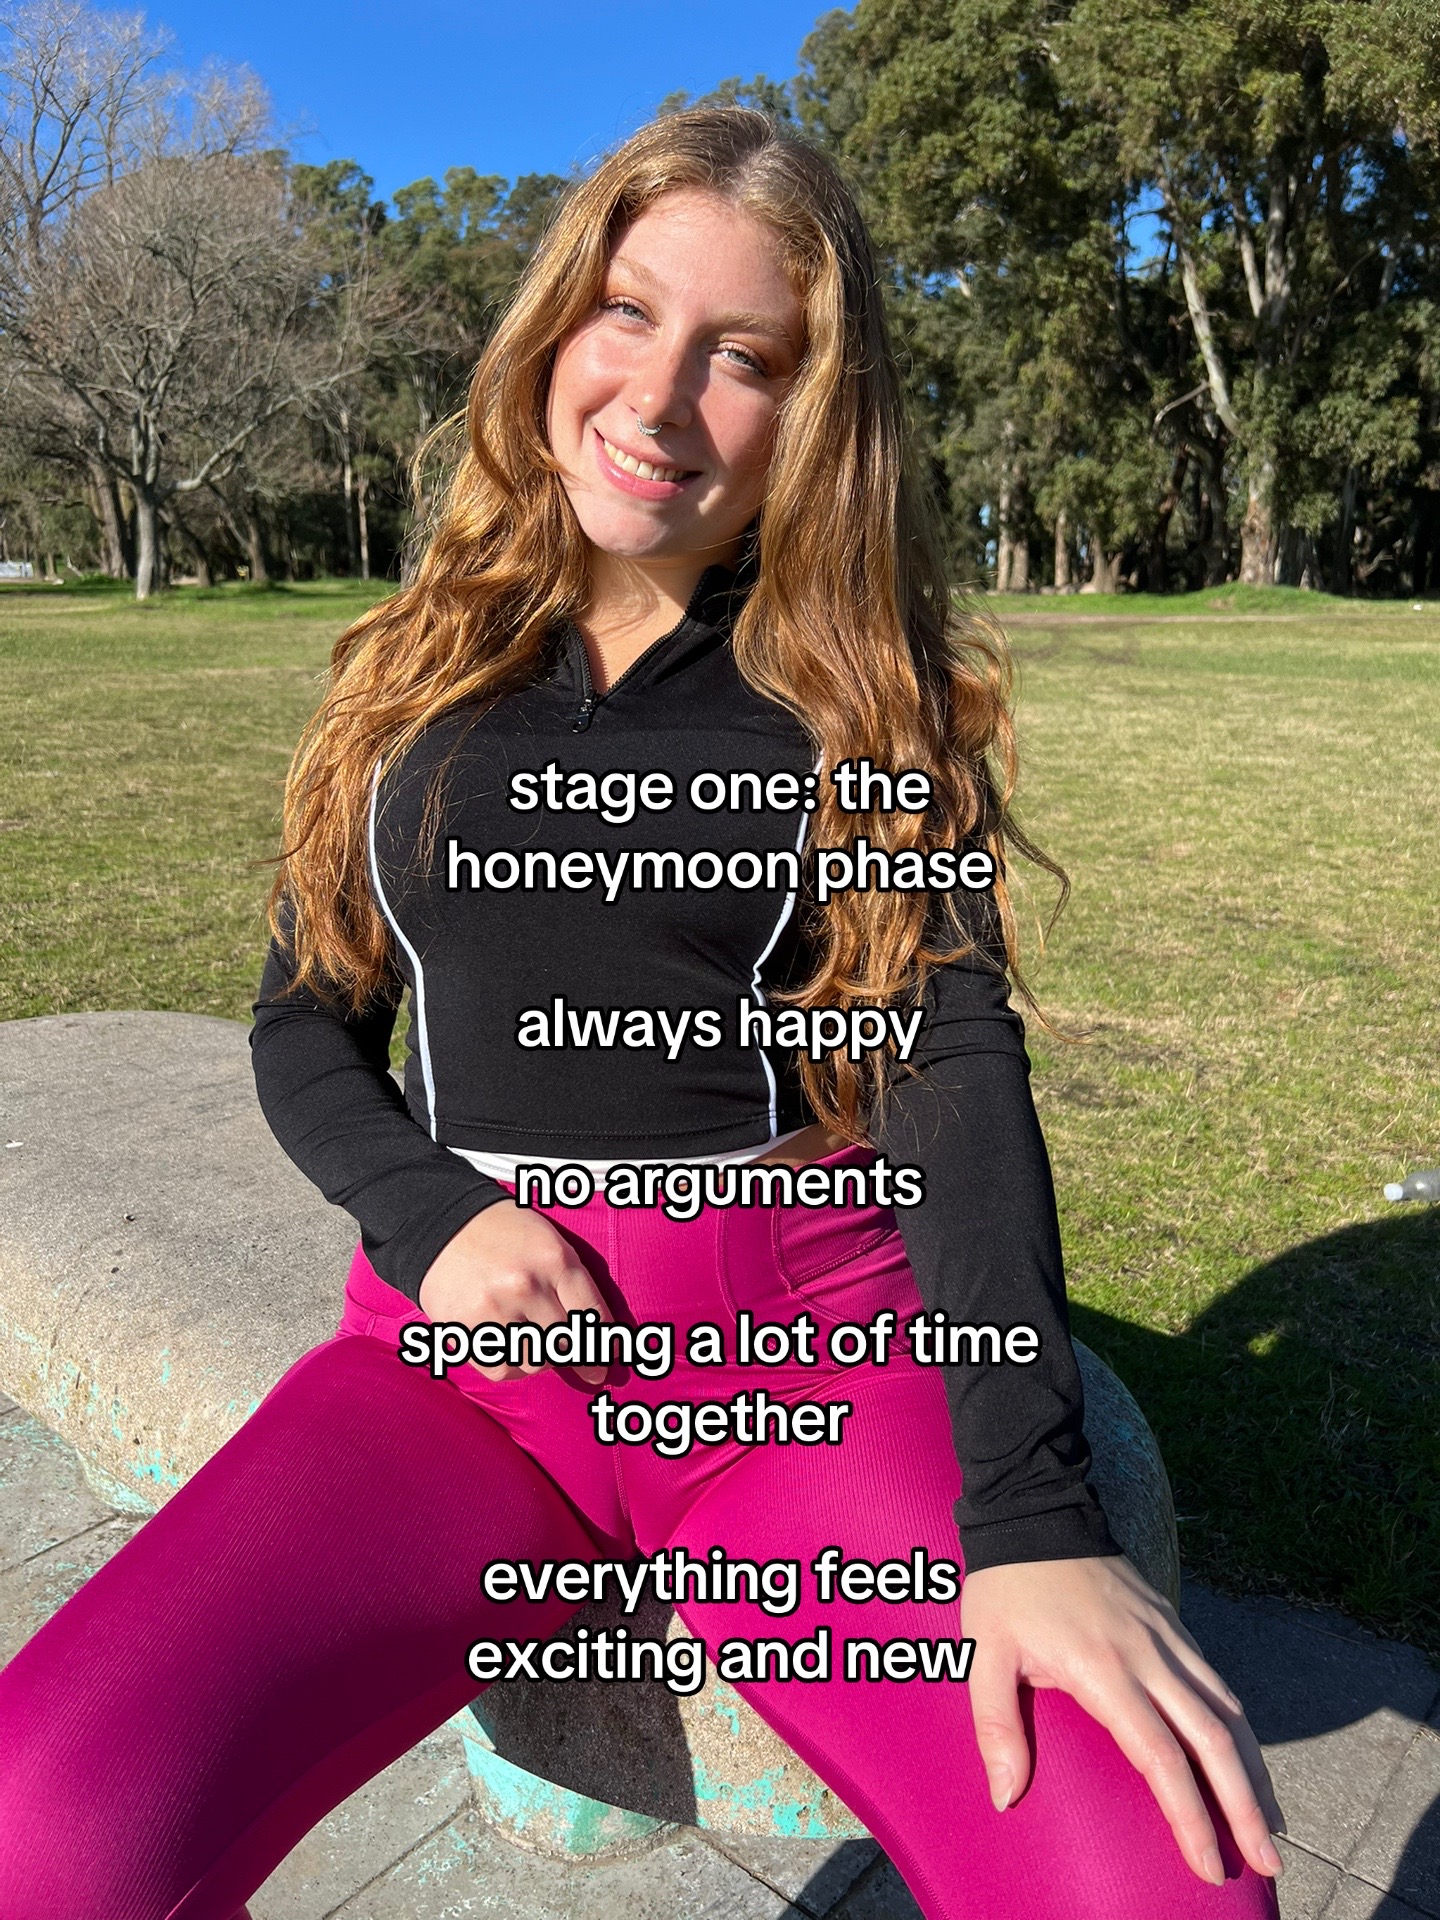 stage one: the
honeymoon phase
always happy
no arguments
spending a lot of time
together
everything feels
exciting and new